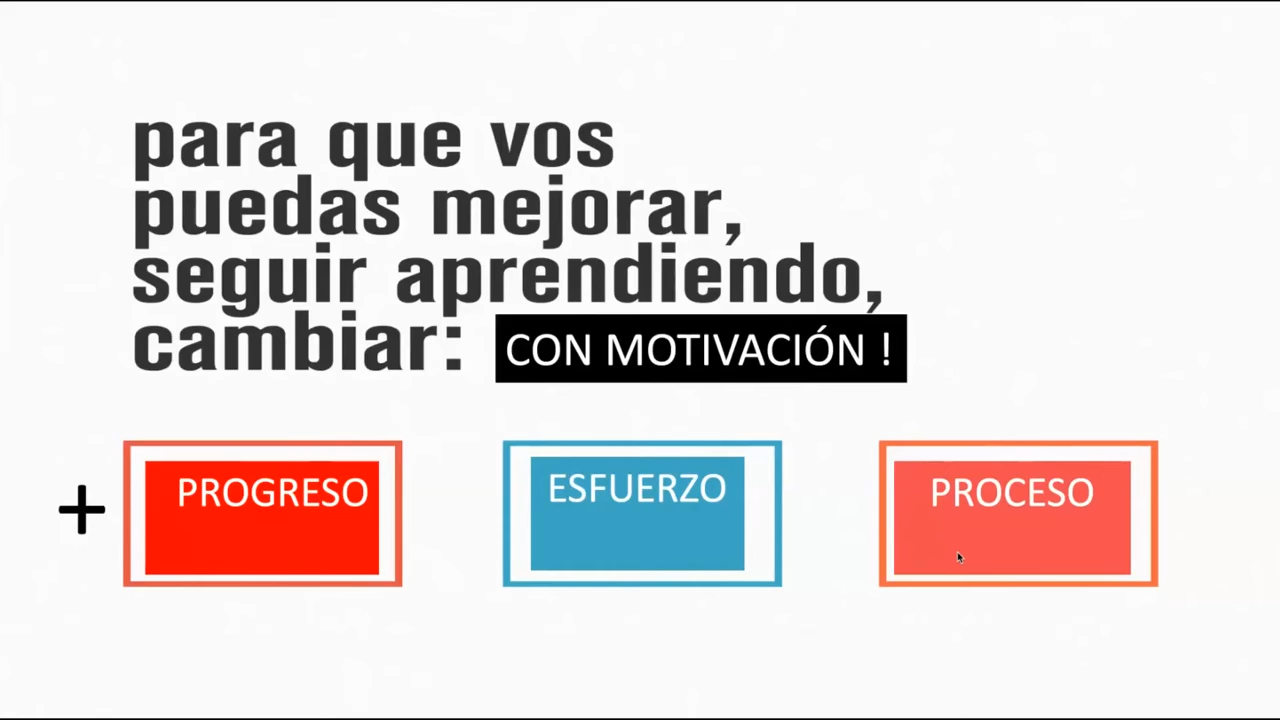 para que vos
puedas mejorar,
seguir aprendiendo,
cambiar: CON MOTIVACIÓN !
+ PROGRESO ESFUERZO PROCESO